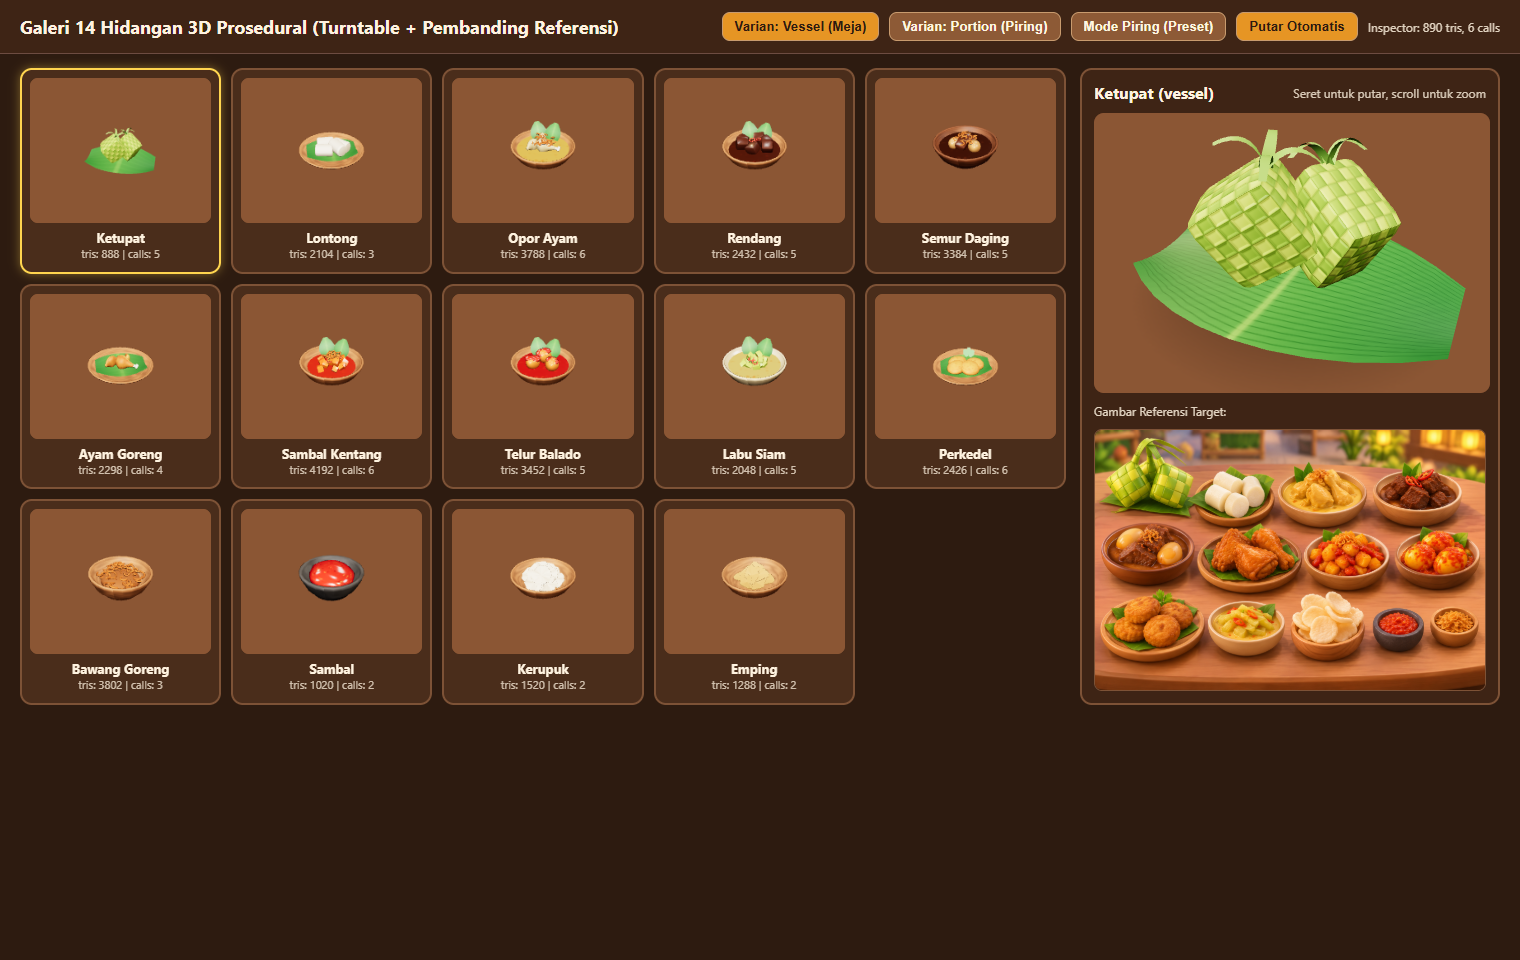 Galeri 14 Hidangan 3D Prosedural (Turntable + Pembanding Referensi)
Varian: Vessel (Meja)
Varian: Portion (Piring)
Mode Piring (Preset)
Putar Otomatis
Inspector: 890 tris, 6 calls
Ketupat
tris: 888 | calls: 5
Lontong
tris: 2104 | calls: 3
Opor Ayam
tris: 3788 | calls: 6
Rendang
tris: 2432 | calls: 5
Semur Daging
tris: 3384 | calls: 5
Ayam Goreng
tris: 2298 | calls: 4
Sambal Kentang
tris: 4192 | calls: 6
Telur Balado
tris: 3452 | calls: 5
Labu Siam
tris: 2048 | calls: 5
Perkedel
tris: 2426 | calls: 6
Bawang Goreng
tris: 3802 | calls: 3
Sambal
tris: 1020 | calls: 2
Kerupuk
tris: 1520 | calls: 2
Emping
tris: 1288 | calls: 2
Ketupat (vessel)
Seret untuk putar, scroll untuk zoom
Gambar Referensi Target: